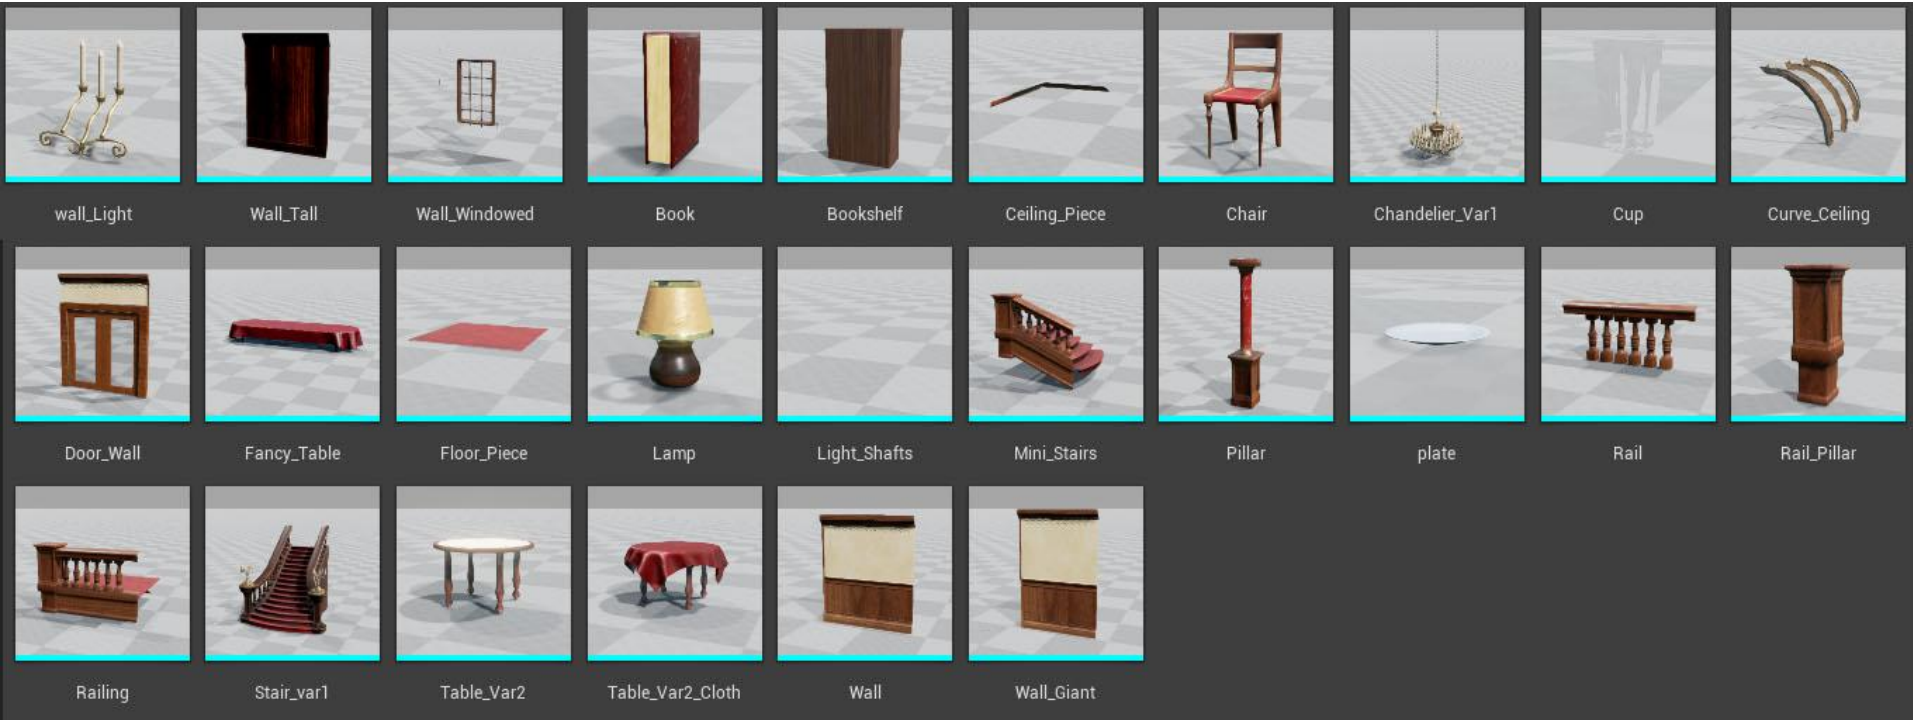 wall_Light
Wall_Tall
Wall_Windowed
Book
Bookshelf
Ceiling_Piece
Chair
Chandelier_Var1
Cup
Curve_Ceiling
Door_Wall
Fancy_Table
Floor_Piece
Lamp
Light_Shafts
Mini_Stairs
Pillar
plate
Rail
Rail_Pillar
Railing
Stair_var1
Table_Var2
Table_Var2_Cloth
Wall
Wall_Giant